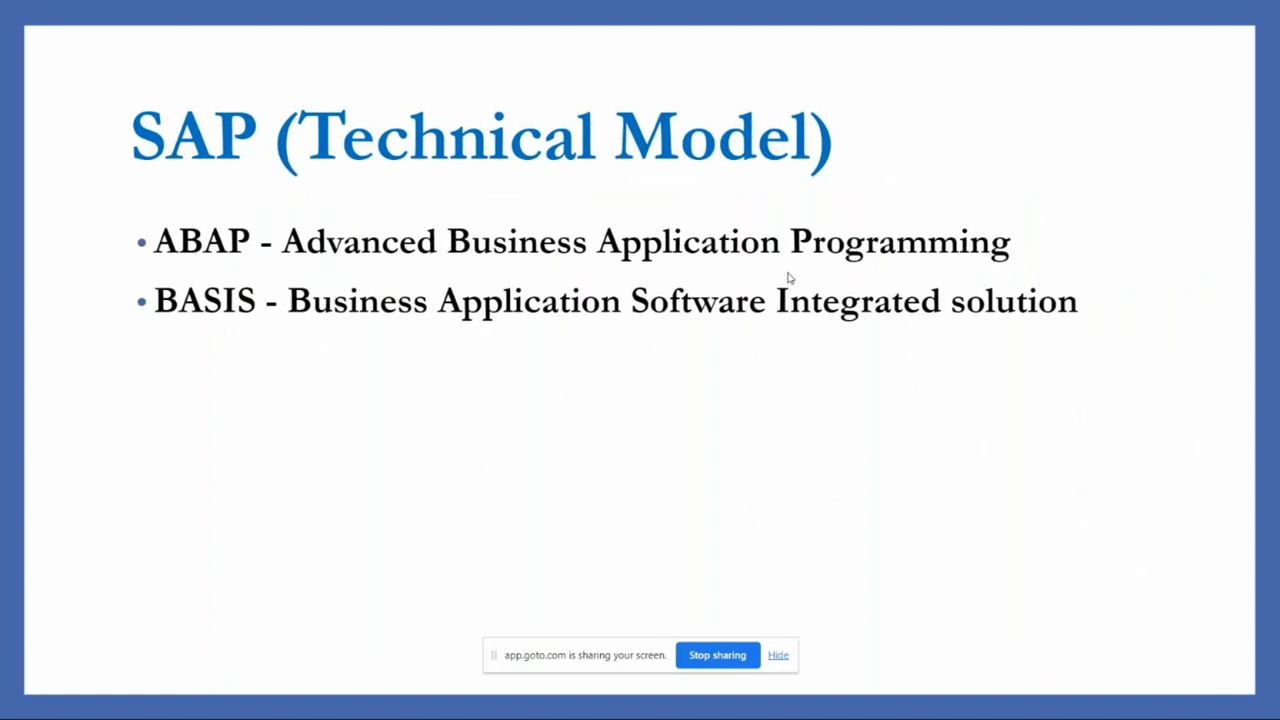 SAP (Technical Model)
• ABAP - Advanced Business Application Programming
• BASIS - Business Application Software Integrated solution
app.goto.com is sharing your screen. Stop sharing Hide